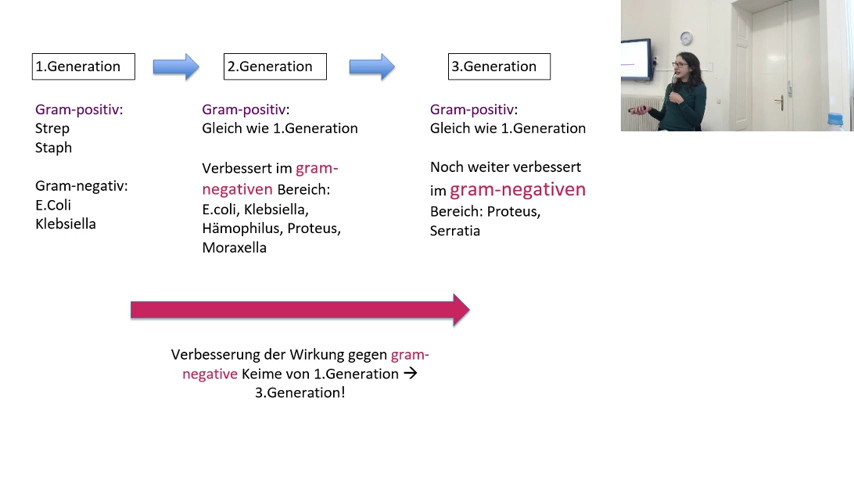 1.Generation
2.Generation
3.Generation
Gram-positiv:
Strep
Staph
Gram-negativ:
E.Coli
Klebsiella
Gram-positiv:
Gleich wie 1.Generation
Verbessert im gram-
negativen Bereich:
E.coli, Klebsiella,
Hämophilus, Proteus,
Moraxella
Gram-positiv:
Gleich wie 1.Generation
Noch weiter verbessert
im gram-negativen
Bereich: Proteus,
Serratia
Verbesserung der Wirkung gegen gram-
negative Keime von 1.Generation →
3.Generation!